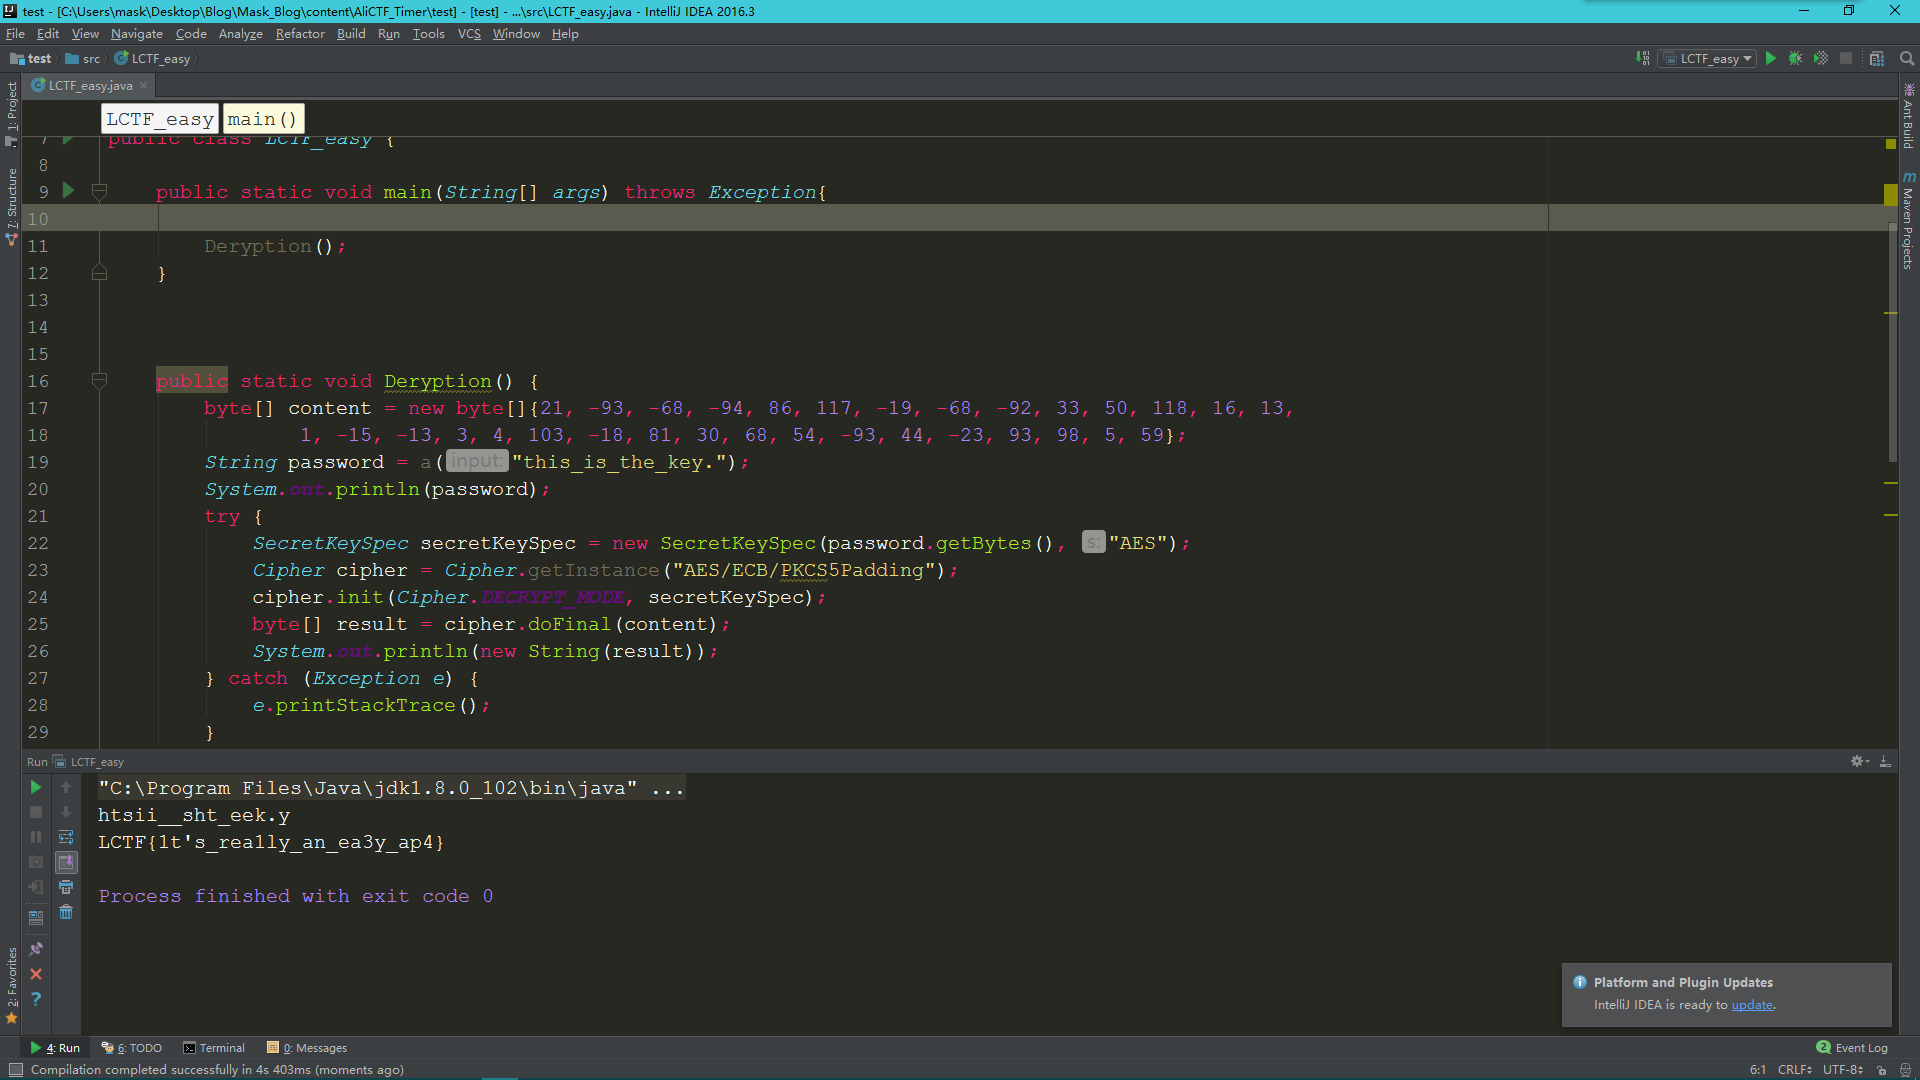 test - [C:\Users\mask\Desktop\Blog\Mask_Blog\content\AliCTF_Timer\test] - [test] - ...\src\LCTF_easy.java - IntelliJ IDEA 2016.3
File Edit View Navigate Code Analyze Refactor Build Run Tools VCS Window Help
test src LCTF_easy
LCTF_easy
LCTF_easy.java
1: Project
7: Structure
2: Favorites
Ant Build
Maven Projects
LCTF_easy main()
7 public class LCTF_easy {
8
9 public static void main(String[] args) throws Exception{
10
11 Deryption();
12 }
13
14
15
16 public static void Deryption() {
17 byte[] content = new byte[]{21, -93, -68, -94, 86, 117, -19, -68, -92, 33, 50, 118, 16, 13,
18 1, -15, -13, 3, 4, 103, -18, 81, 30, 68, 54, -93, 44, -23, 93, 98, 5, 59};
19 String password = a(input:"this_is_the_key.");
20 System.out.println(password);
21 try {
22 SecretKeySpec secretKeySpec = new SecretKeySpec(password.getBytes(), s:"AES");
23 Cipher cipher = Cipher.getInstance("AES/ECB/PKCS5Padding");
24 cipher.init(Cipher.DECRYPT_MODE, secretKeySpec);
25 byte[] result = cipher.doFinal(content);
26 System.out.println(new String(result));
27 } catch (Exception e) {
28 e.printStackTrace();
29 }
Run LCTF_easy
"C:\Program Files\Java\jdk1.8.0_102\bin\java" ...
htsii__sht_eek.y
LCTF{1t's_rea1ly_an_ea3y_ap4}
Process finished with exit code 0
Platform and Plugin Updates
IntelliJ IDEA is ready to update.
4: Run 6: TODO Terminal 0: Messages
2 Event Log
Compilation completed successfully in 4s 403ms (moments ago)
6:1 CRLF UTF-8